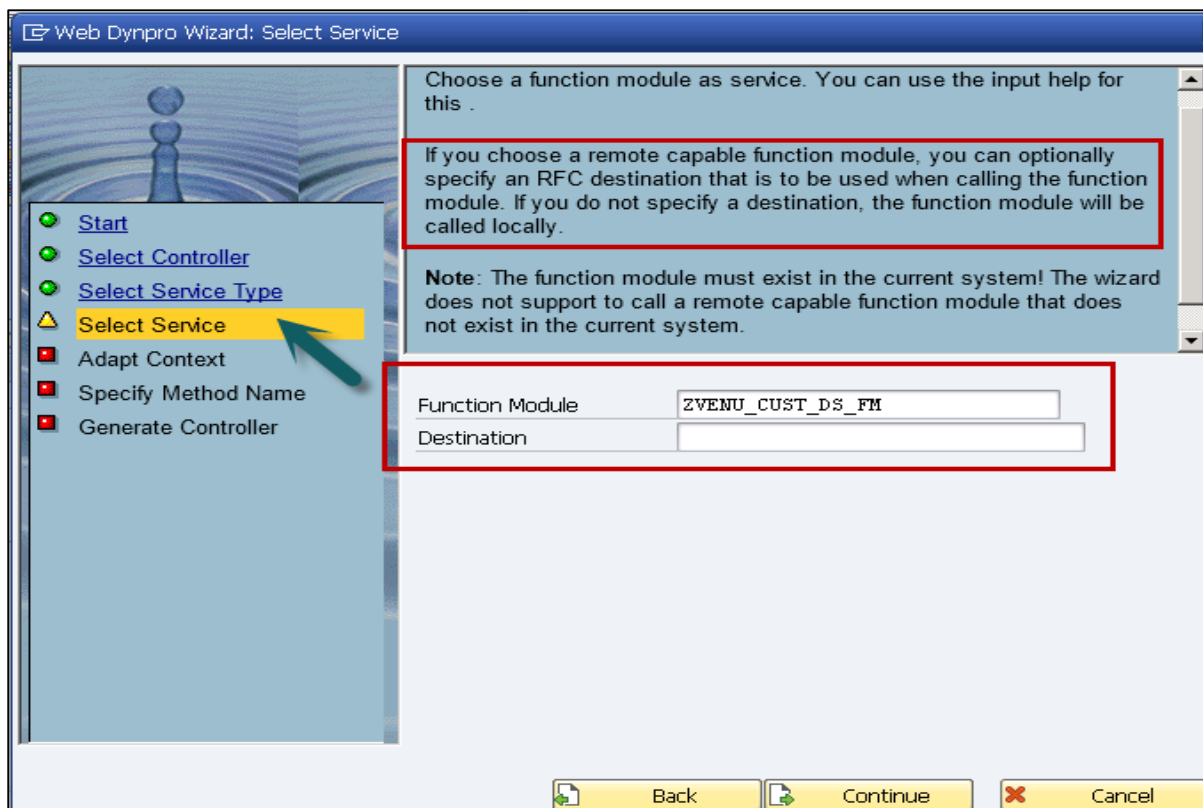 Web Dynpro Wizard: Select Service
Start
Select Controller
Select Service Type
Select Service
Adapt Context
Specify Method Name
Generate Controller
Choose a function module as service. You can use the input help for
this .
If you choose a remote capable function module, you can optionally
specify an RFC destination that is to be used when calling the function
module. If you do not specify a destination, the function module will be
called locally.
Note: The function module must exist in the current system! The wizard
does not support to call a remote capable function module that does
not exist in the current system.
Function Module ZVENU_CUST_DS_FM
Destination
Back Continue Cancel